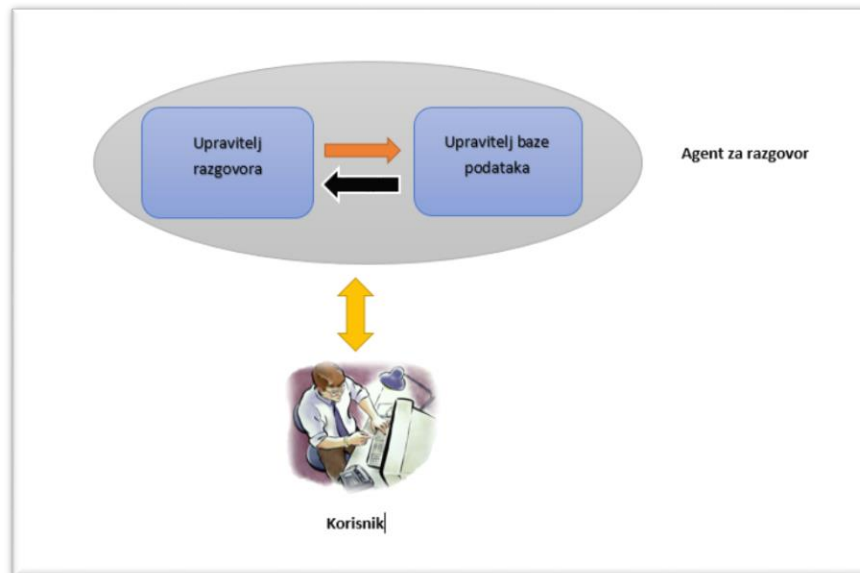 Upravitelj
razgovora
Upravitelj baze
podataka
Agent za razgovor
Korisnik